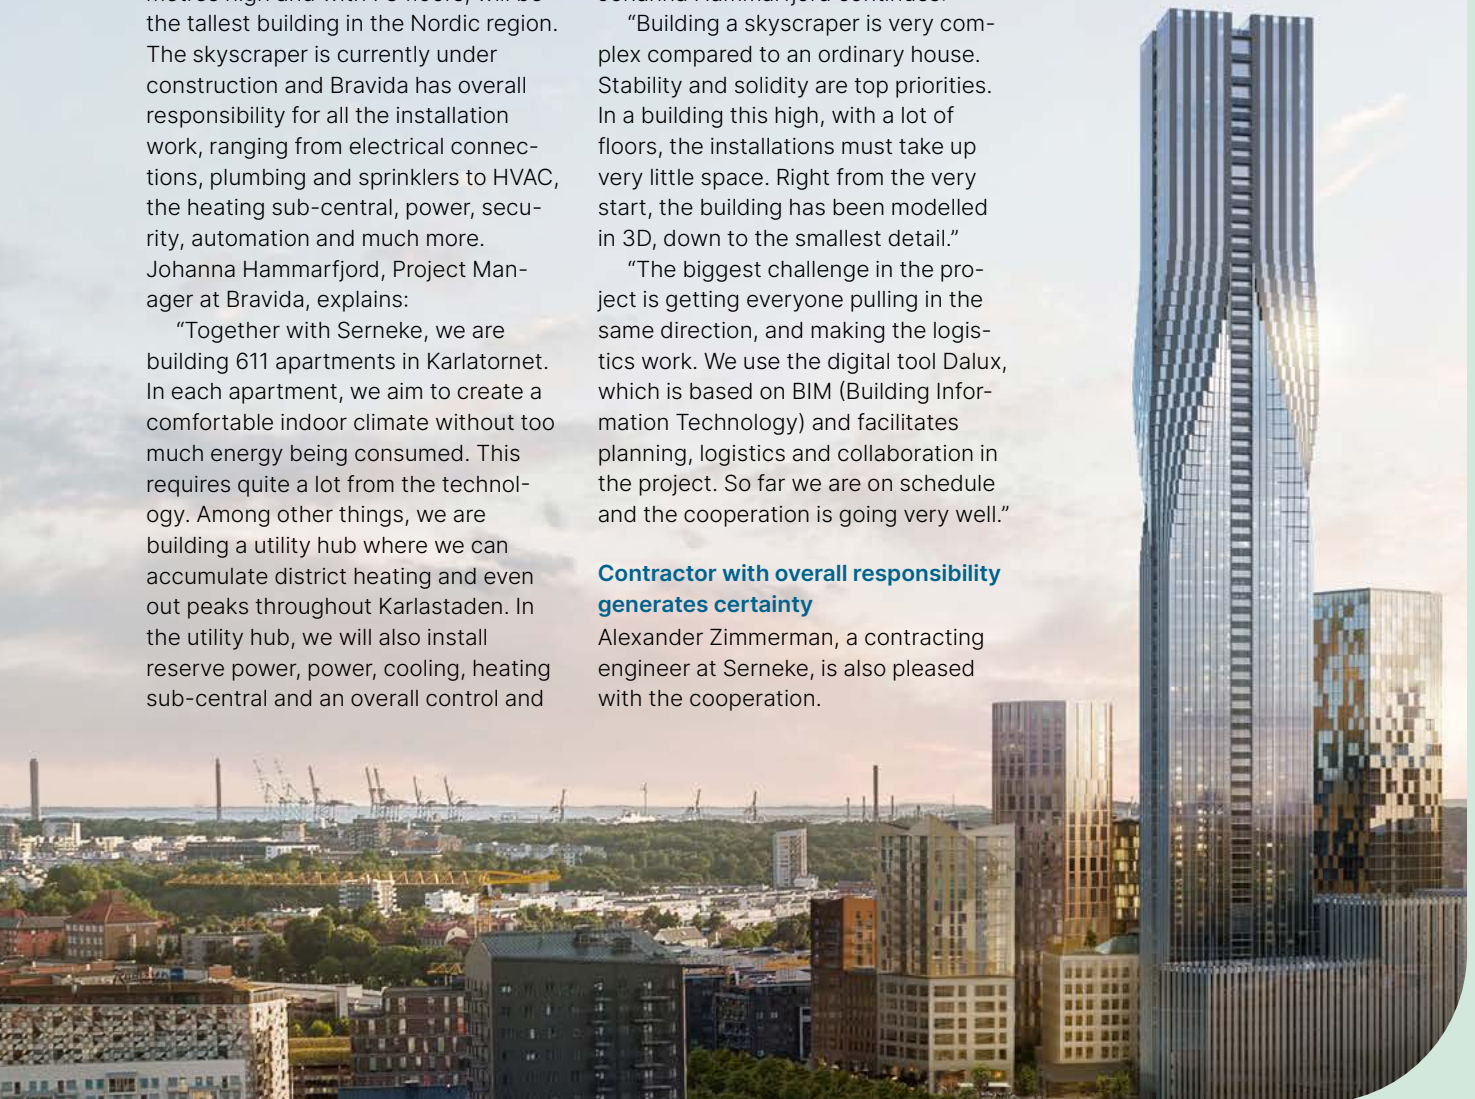 the tallest building in the Nordic region.
The skyscraper is currently under
construction and Bravida has overall
responsibility for all the installation
work, ranging from electrical connec-
tions, plumbing and sprinklers to HVAC,
the heating sub-central, power, secu-
rity, automation and much more.
Johanna Hammarfjord, Project Man-
ager at Bravida, explains:
“Together with Serneke, we are
building 611 apartments in Karlatornet.
In each apartment, we aim to create a
comfortable indoor climate without too
much energy being consumed. This
requires quite a lot from the technol-
ogy. Among other things, we are
building a utility hub where we can
accumulate district heating and even
out peaks throughout Karlastaden. In
the utility hub, we will also install
reserve power, power, cooling, heating
sub-central and an overall control and
“Building a skyscraper is very com-
plex compared to an ordinary house.
Stability and solidity are top priorities.
In a building this high, with a lot of
floors, the installations must take up
very little space. Right from the very
start, the building has been modelled
in 3D, down to the smallest detail.”
“The biggest challenge in the pro-
ject is getting everyone pulling in the
same direction, and making the logis-
tics work. We use the digital tool Dalux,
which is based on BIM (Building Infor-
mation Technology) and facilitates
planning, logistics and collaboration in
the project. So far we are on schedule
and the cooperation is going very well.”
Contractor with overall responsibility
generates certainty
Alexander Zimmerman, a contracting
engineer at Serneke, is also pleased
with the cooperation.